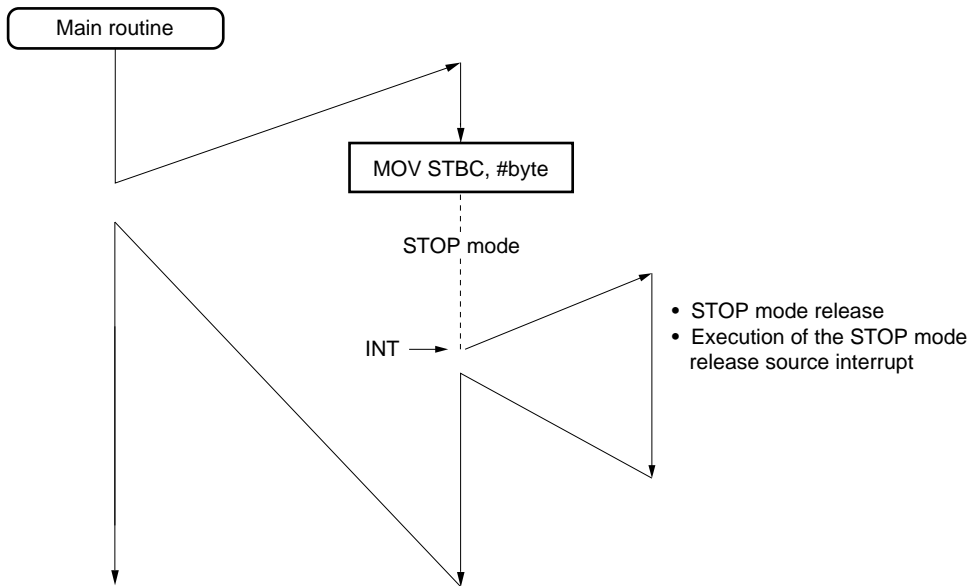 Main routine
MOV STBC, #byte
STOP mode
INT
• STOP mode release
• Execution of the STOP mode
release source interrupt